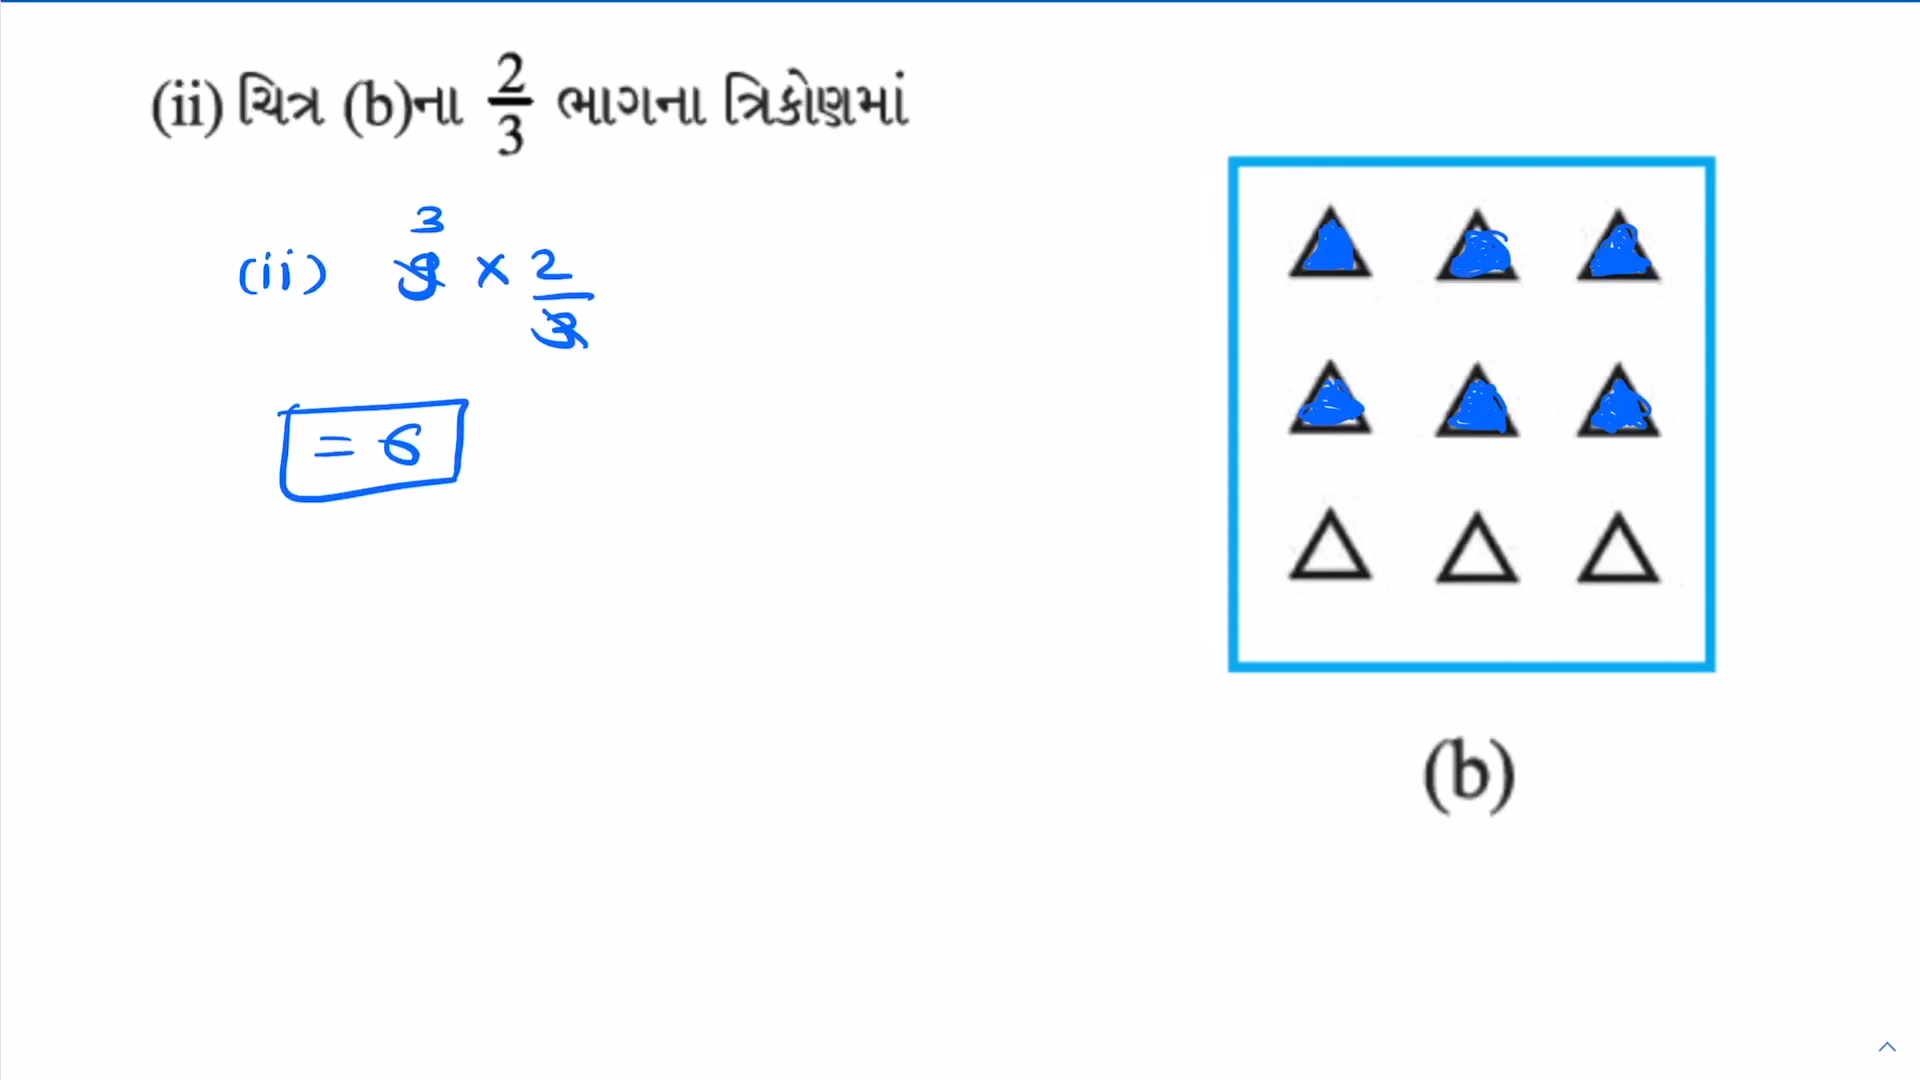 (ii) ચિત્ર (b)ના 2/3 ભાગના ત્રિકોણમાં
3
(ii) 9 × 2/3
= 6
(b)